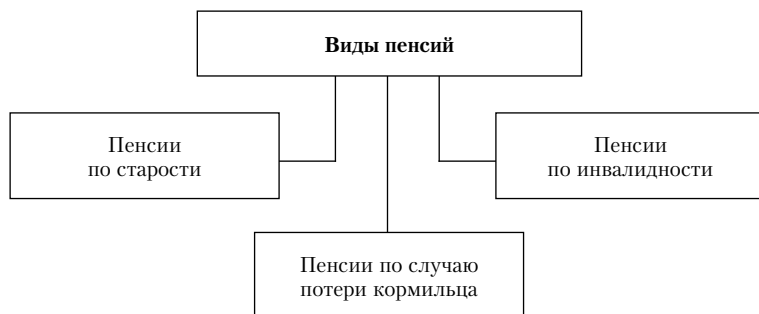 Виды пенсий
Пенсии
по старости
Пенсии
по инвалидности
Пенсии по случаю
потери кормильца